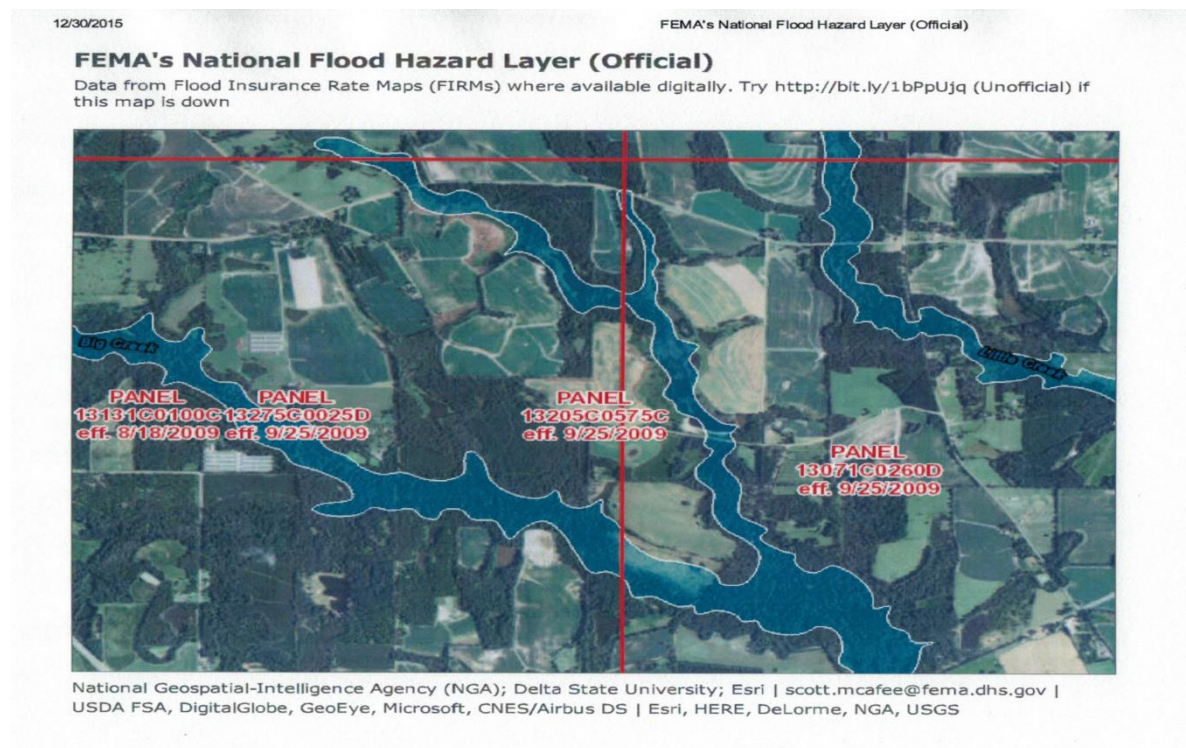 12/30/2015 FEMA's National Flood Hazard Layer (Official)
FEMA's National Flood Hazard Layer (Official)
Data from Flood Insurance Rate Maps (FIRMs) where available digitally. Try http://bit.ly/1bPpUjq (Unofficial) if
this map is down
Big Creek
Little Creek
PANEL
13131C0100C
eff. 8/18/2009
PANEL
13275C0025D
eff. 9/25/2009
PANEL
13205C0575C
eff. 9/25/2009
PANEL
13071C0260D
eff. 9/25/2009
National Geospatial-Intelligence Agency (NGA); Delta State University; Esri | scott.mcafee@fema.dhs.gov |
USDA FSA, DigitalGlobe, GeoEye, Microsoft, CNES/Airbus DS | Esri, HERE, DeLorme, NGA, USGS